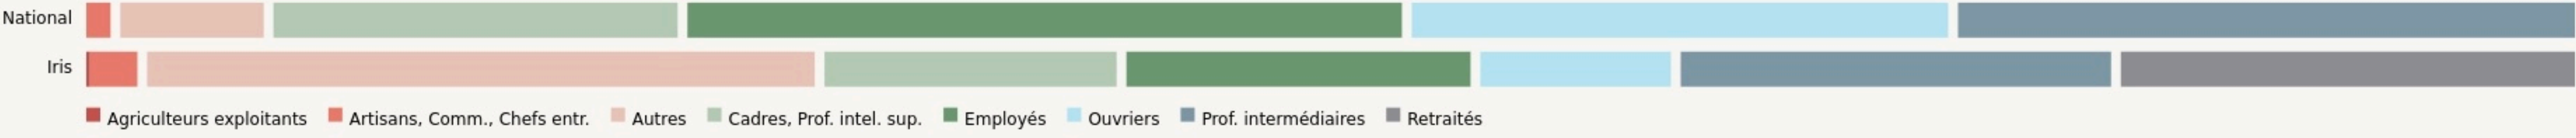 National
Iris
Agriculteurs exploitants Artisans, Comm., Chefs entr. Autres Cadres, Prof. intel. sup. Employés Ouvriers Prof. intermédiaires Retraités